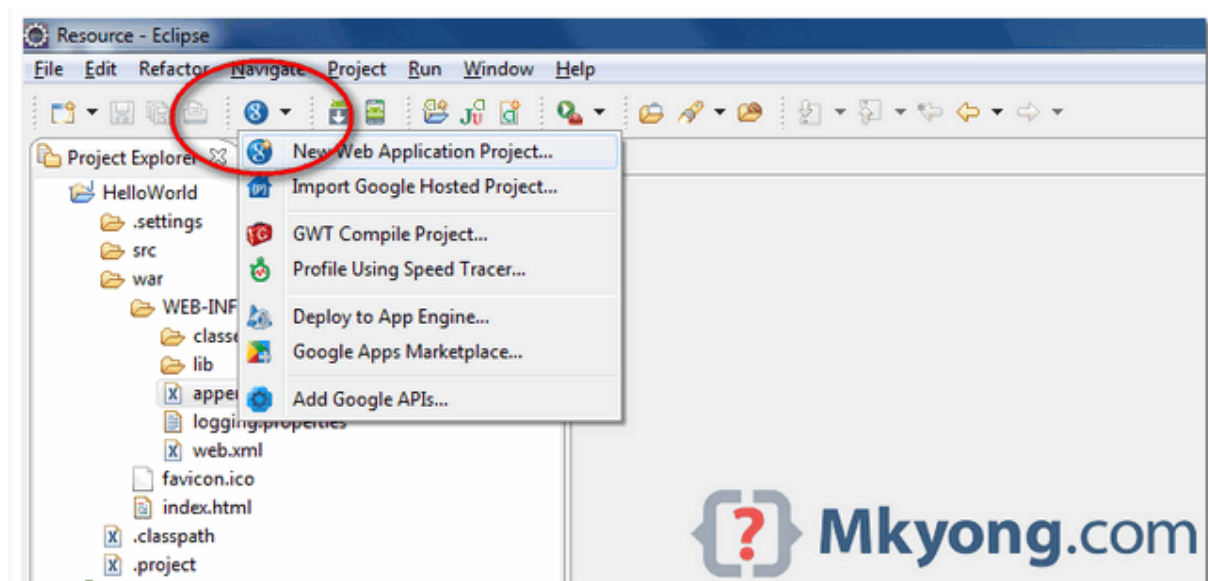 Resource - Eclipse
File Edit Refactor Navigate Project Run Window Help
Project Explorer
New Web Application Project...
HelloWorld
Import Google Hosted Project...
.settings
GWT Compile Project...
src
Profile Using Speed Tracer...
war
WEB-INF
Deploy to App Engine...
classe
Google Apps Marketplace...
lib
appe
Add Google APIs...
logging.properties
web.xml
favicon.ico
index.html
Mkyong.com
.classpath
.project